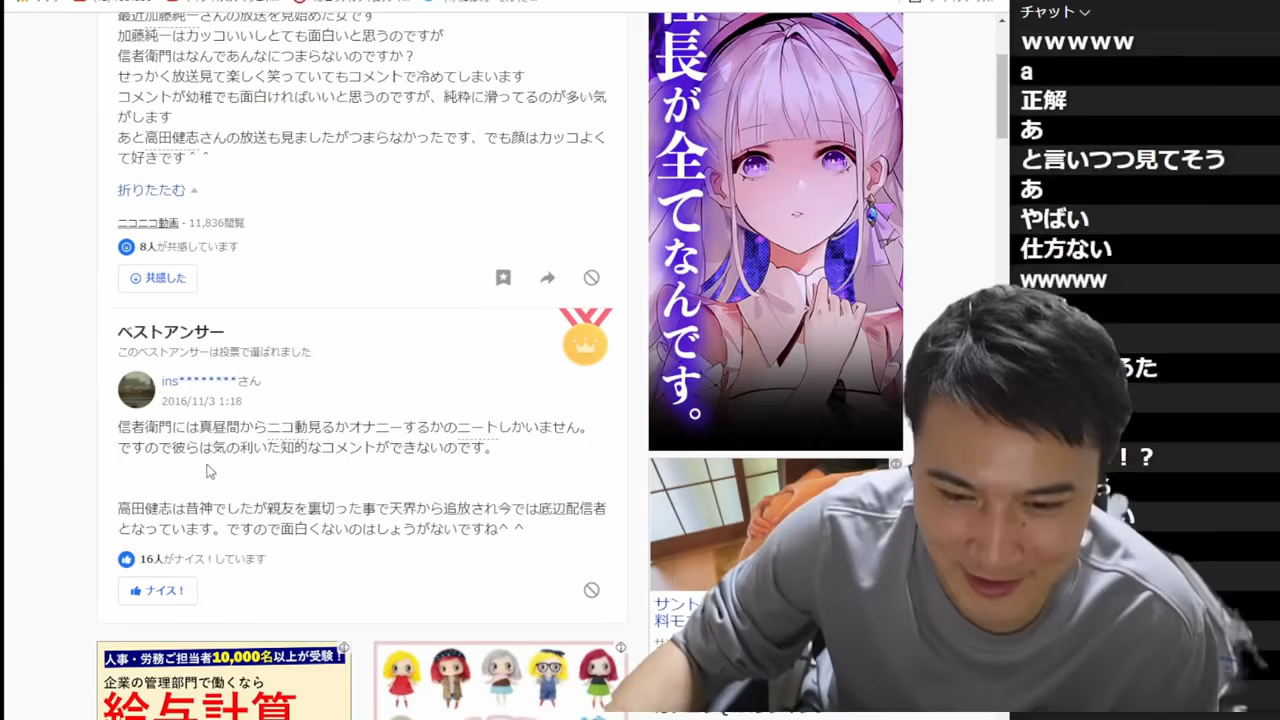 最近加藤純一さんの放送を見始めた女です
加藤純一はカッコいいしとても面白いと思うのですが
信者衛門はなんであんなにつまらないのですか？
せっかく放送見て楽しく笑っていてもコメントで冷めてしまいます
コメントが幼稚でも面白ければいいと思うのですが、純粋に滑ってるのが多い気
がします
あと高田健志さんの放送も見ましたがつまらなかったです、でも顔はカッコよく
て好きです＾＾
折りたたむ
ニコニコ動画・11,836閲覧
8人が共感しています
共感した
ベストアンサー
このベストアンサーは投票で選ばれました
ins********さん
2016/11/3 1:18
信者衛門には真昼間からニコ動見るかオナニーするかのニートしかいません。
ですので彼らは気の利いた知的なコメントができないのです。
高田健志は昔神でしたが親友を裏切った事で天界から追放され今では底辺配信者
となっています。ですので面白くないのはしょうがないですね^ ^
16人がナイス！しています
ナイス！
人事・労務ご担当者10,000名以上が受験！
企業の管理部門で働くなら
給与計算
長が全てなんです。
サント
料モ
チャット
wwwww
a
正解
あ
と言いつつ見てそう
あ
やばい
仕方ない
wwwww
るた
！？